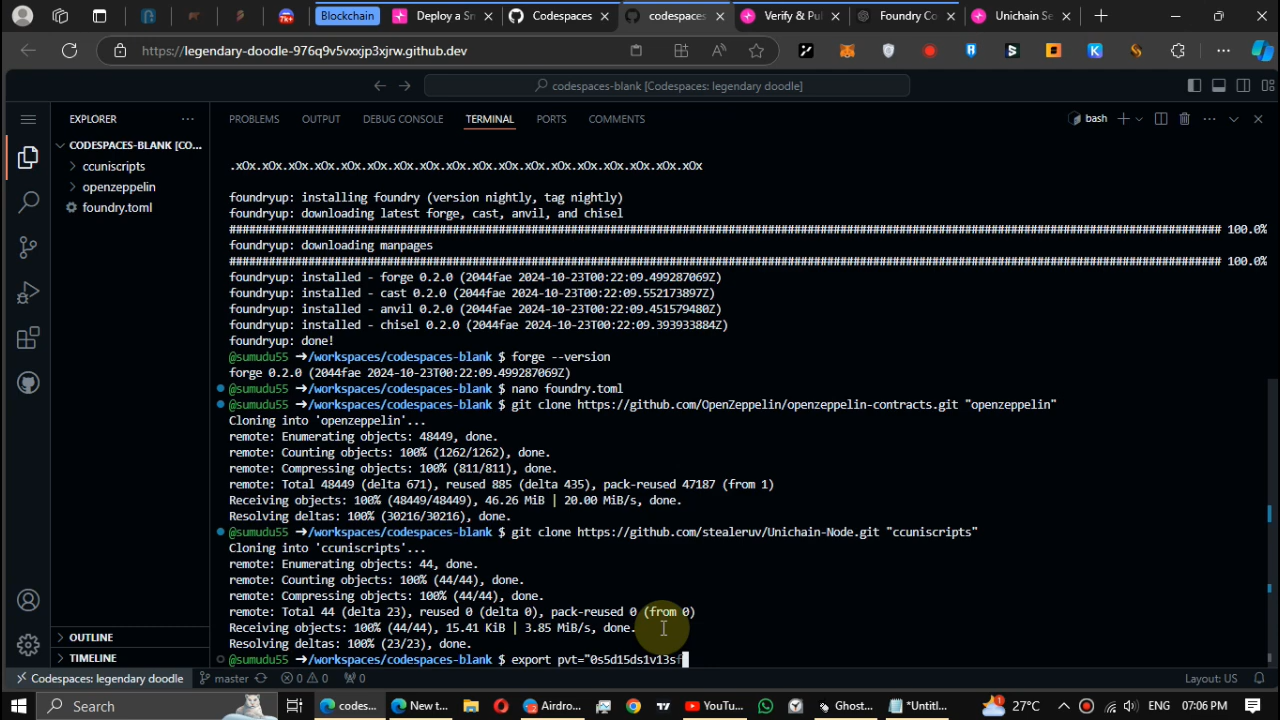 7k+
Blockchain
Deploy a Sn
Codespaces
codespaces
Verify & Pul
Foundry Co
Unichain Se
https://legendary-doodle-976q9v5vxxjp3xjrw.github.dev
codespaces-blank [Codespaces: legendary doodle]
EXPLORER
PROBLEMS
OUTPUT
DEBUG CONSOLE
TERMINAL
PORTS
COMMENTS
bash
CODESPACES-BLANK [CO...
ccuniscripts
openzeppelin
foundry.toml
.xOx.xOx.xOx.xOx.xOx.xOx.xOx.xOx.xOx.xOx.xOx.xOx.xOx.xOx.xOx.xOx.xOx.xOx
foundryup: installing foundry (version nightly, tag nightly)
foundryup: downloading latest forge, cast, anvil, and chisel
100.0%
foundryup: downloading manpages
100.0%
foundryup: installed - forge 0.2.0 (2044fae 2024-10-23T00:22:09.499287069Z)
foundryup: installed - cast 0.2.0 (2044fae 2024-10-23T00:22:09.552173897Z)
foundryup: installed - anvil 0.2.0 (2044fae 2024-10-23T00:22:09.451579480Z)
foundryup: installed - chisel 0.2.0 (2044fae 2024-10-23T00:22:09.393933884Z)
foundryup: done!
@sumudu55 ➜/workspaces/codespaces-blank $ forge --version
forge 0.2.0 (2044fae 2024-10-23T00:22:09.499287069Z)
@sumudu55 ➜/workspaces/codespaces-blank $ nano foundry.toml
@sumudu55 ➜/workspaces/codespaces-blank $ git clone https://github.com/OpenZeppelin/openzeppelin-contracts.git "openzeppelin"
Cloning into 'openzeppelin'...
remote: Enumerating objects: 48449, done.
remote: Counting objects: 100% (1262/1262), done.
remote: Compressing objects: 100% (811/811), done.
remote: Total 48449 (delta 671), reused 885 (delta 435), pack-reused 47187 (from 1)
Receiving objects: 100% (48449/48449), 46.26 MiB | 20.00 MiB/s, done.
Resolving deltas: 100% (30216/30216), done.
@sumudu55 ➜/workspaces/codespaces-blank $ git clone https://github.com/stealeruv/Unichain-Node.git "ccuniscripts"
Cloning into 'ccuniscripts'...
remote: Enumerating objects: 44, done.
remote: Counting objects: 100% (44/44), done.
remote: Compressing objects: 100% (44/44), done.
remote: Total 44 (delta 23), reused 0 (delta 0), pack-reused 0 (from 0)
Receiving objects: 100% (44/44), 15.41 KiB | 3.85 MiB/s, done.
Resolving deltas: 100% (23/23), done.
@sumudu55 ➜/workspaces/codespaces-blank $ export pvt="0s5d15ds1v13sf
OUTLINE
TIMELINE
Codespaces: legendary doodle
master
0
0
0
Layout: US
Search
codes...
New t...
Airdro...
YouTu...
Ghost...
*Untitl...
27°C
ENG
07:06 PM